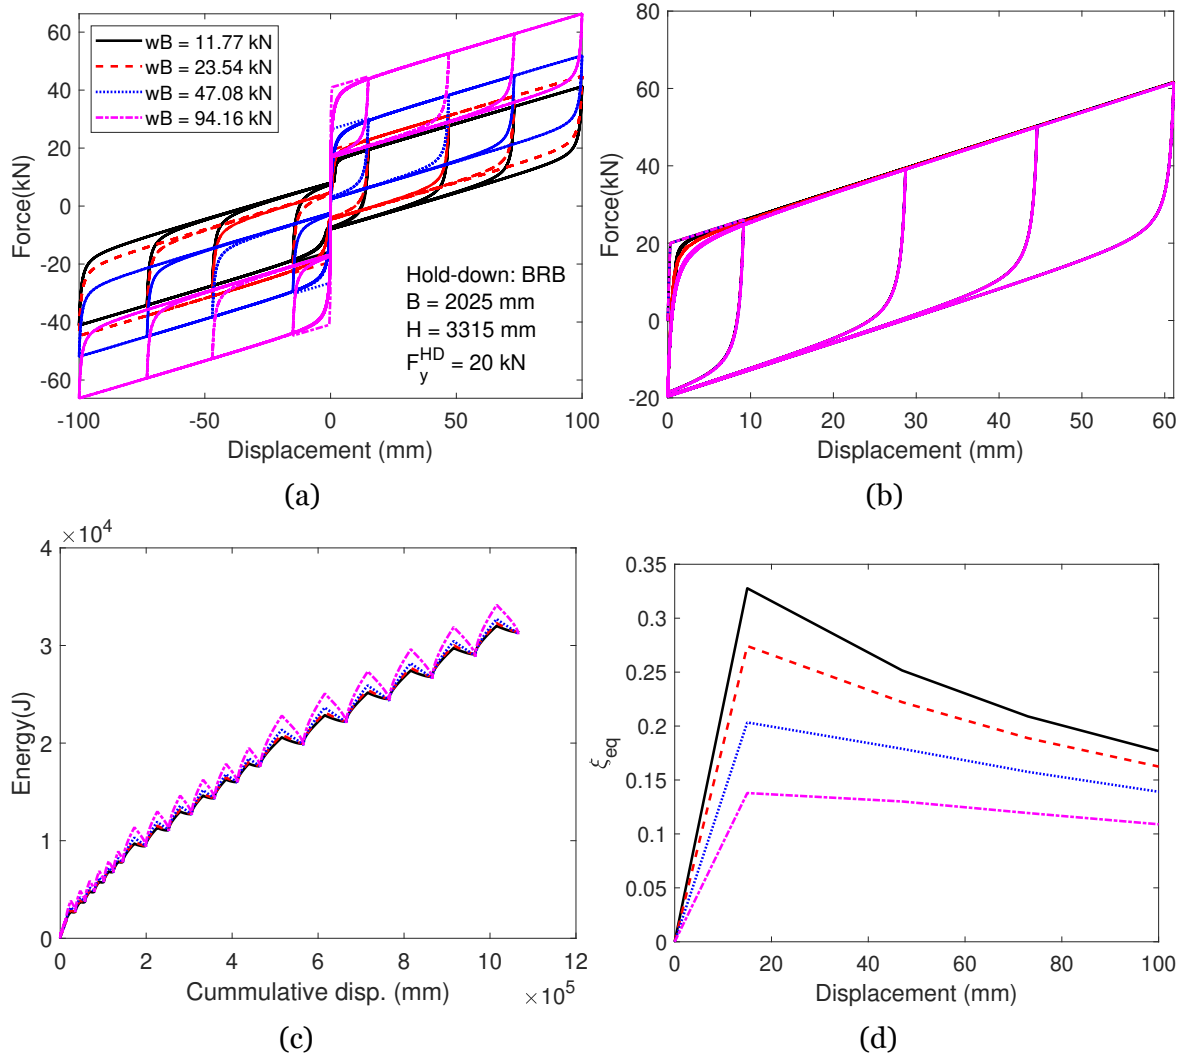 60
40
20
0
-20
-40
-60
Force(kN)
wB = 11.77 kN
wB = 23.54 kN
wB = 47.08 kN
wB = 94.16 kN
Hold-down: BRB
B = 2025 mm
H = 3315 mm
F_y^HD = 20 kN
-100 -50 0 50 100
Displacement (mm)
(a)
80
60
40
20
0
-20
Force(kN)
0 10 20 30 40 50 60
Displacement (mm)
(b)
×10^4
4
3
2
1
0
Energy(J)
0 2 4 6 8 10 12
Cummulative disp. (mm) ×10^5
(c)
0.35
0.3
0.25
0.2
0.15
0.1
0.05
0
ξ_eq
0 20 40 60 80 100
Displacement (mm)
(d)